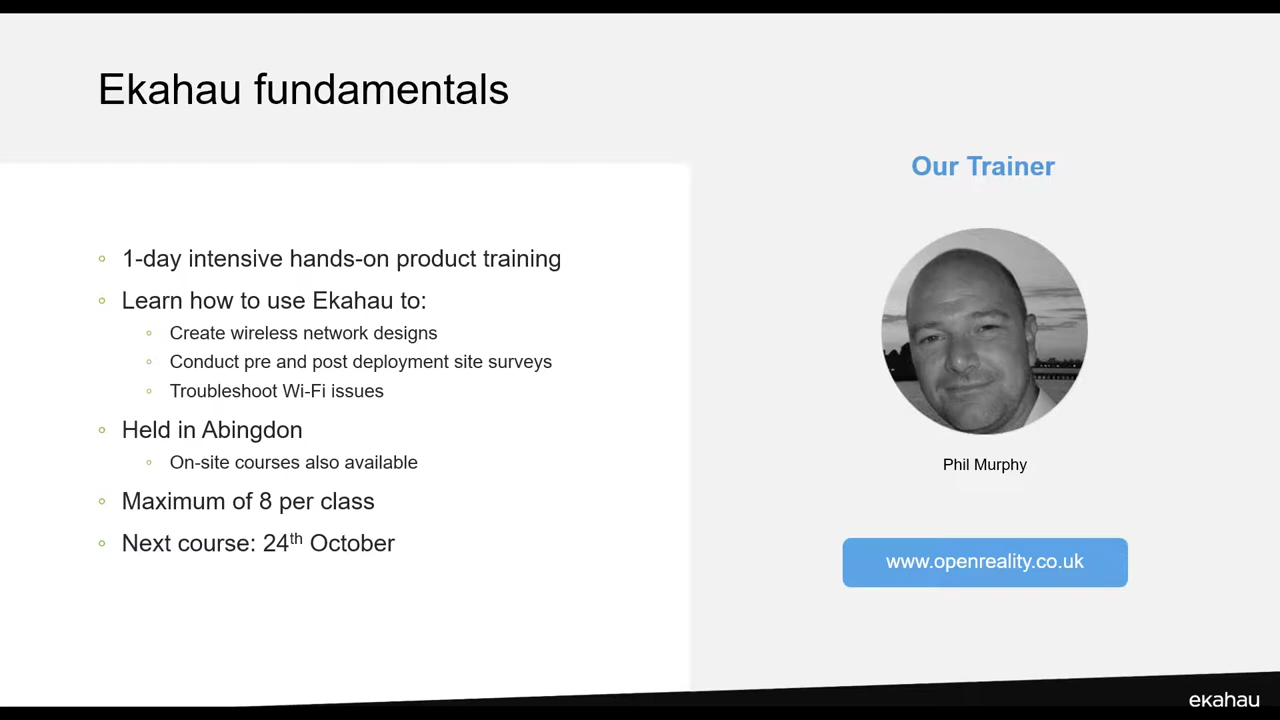 Ekahau fundamentals
1-day intensive hands-on product training
Learn how to use Ekahau to:
Create wireless network designs
Conduct pre and post deployment site surveys
Troubleshoot Wi-Fi issues
Held in Abingdon
On-site courses also available
Maximum of 8 per class
Next course: 24th October
Our Trainer
Phil Murphy
www.openreality.co.uk
ekahau